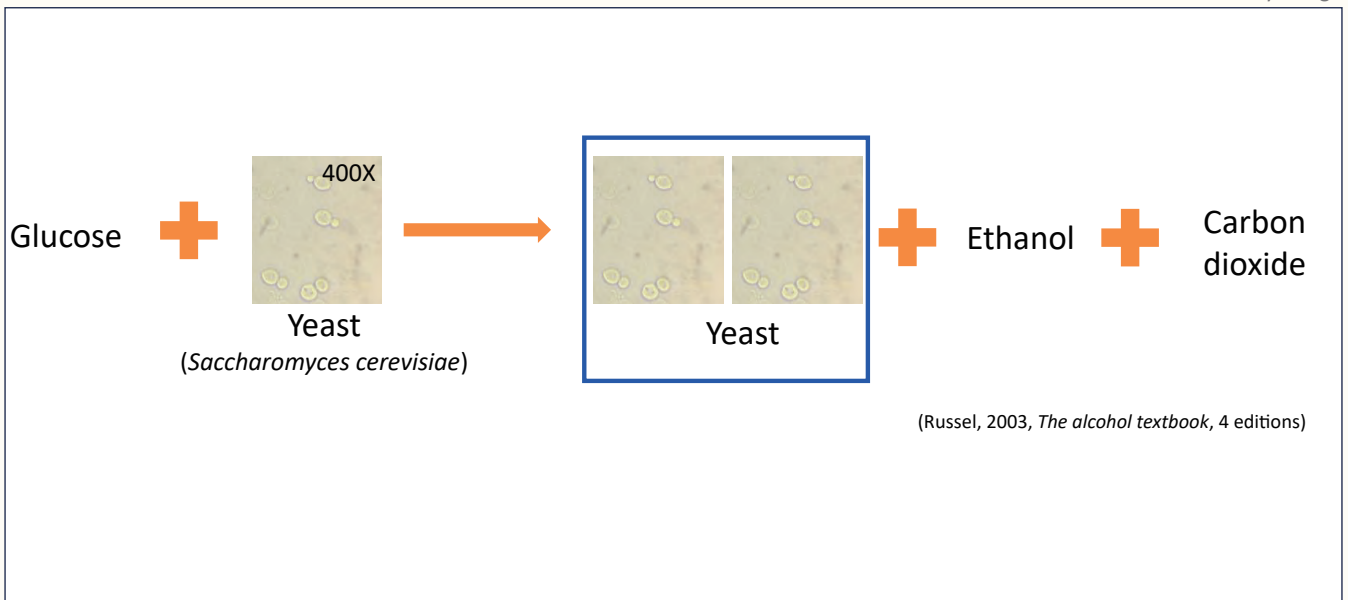 400X
Glucose
Ethanol
Carbon
dioxide
Yeast
(Saccharomyces cerevisiae)
Yeast
(Russel, 2003, The alcohol textbook, 4 editions)